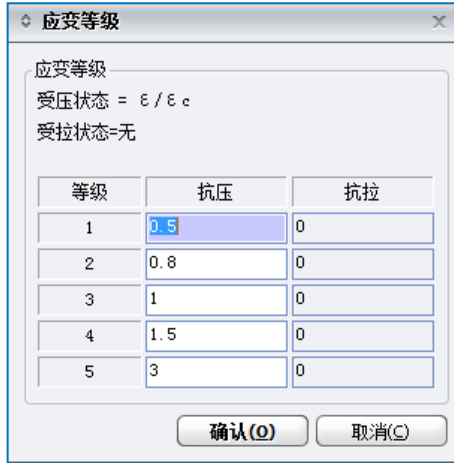 应变等级
应变等级
受压状态 = ε/εc
受拉状态=无
等级 抗压 抗拉
1 0.5 0
2 0.8 0
3 1 0
4 1.5 0
5 3 0
确认(O) 取消(C)